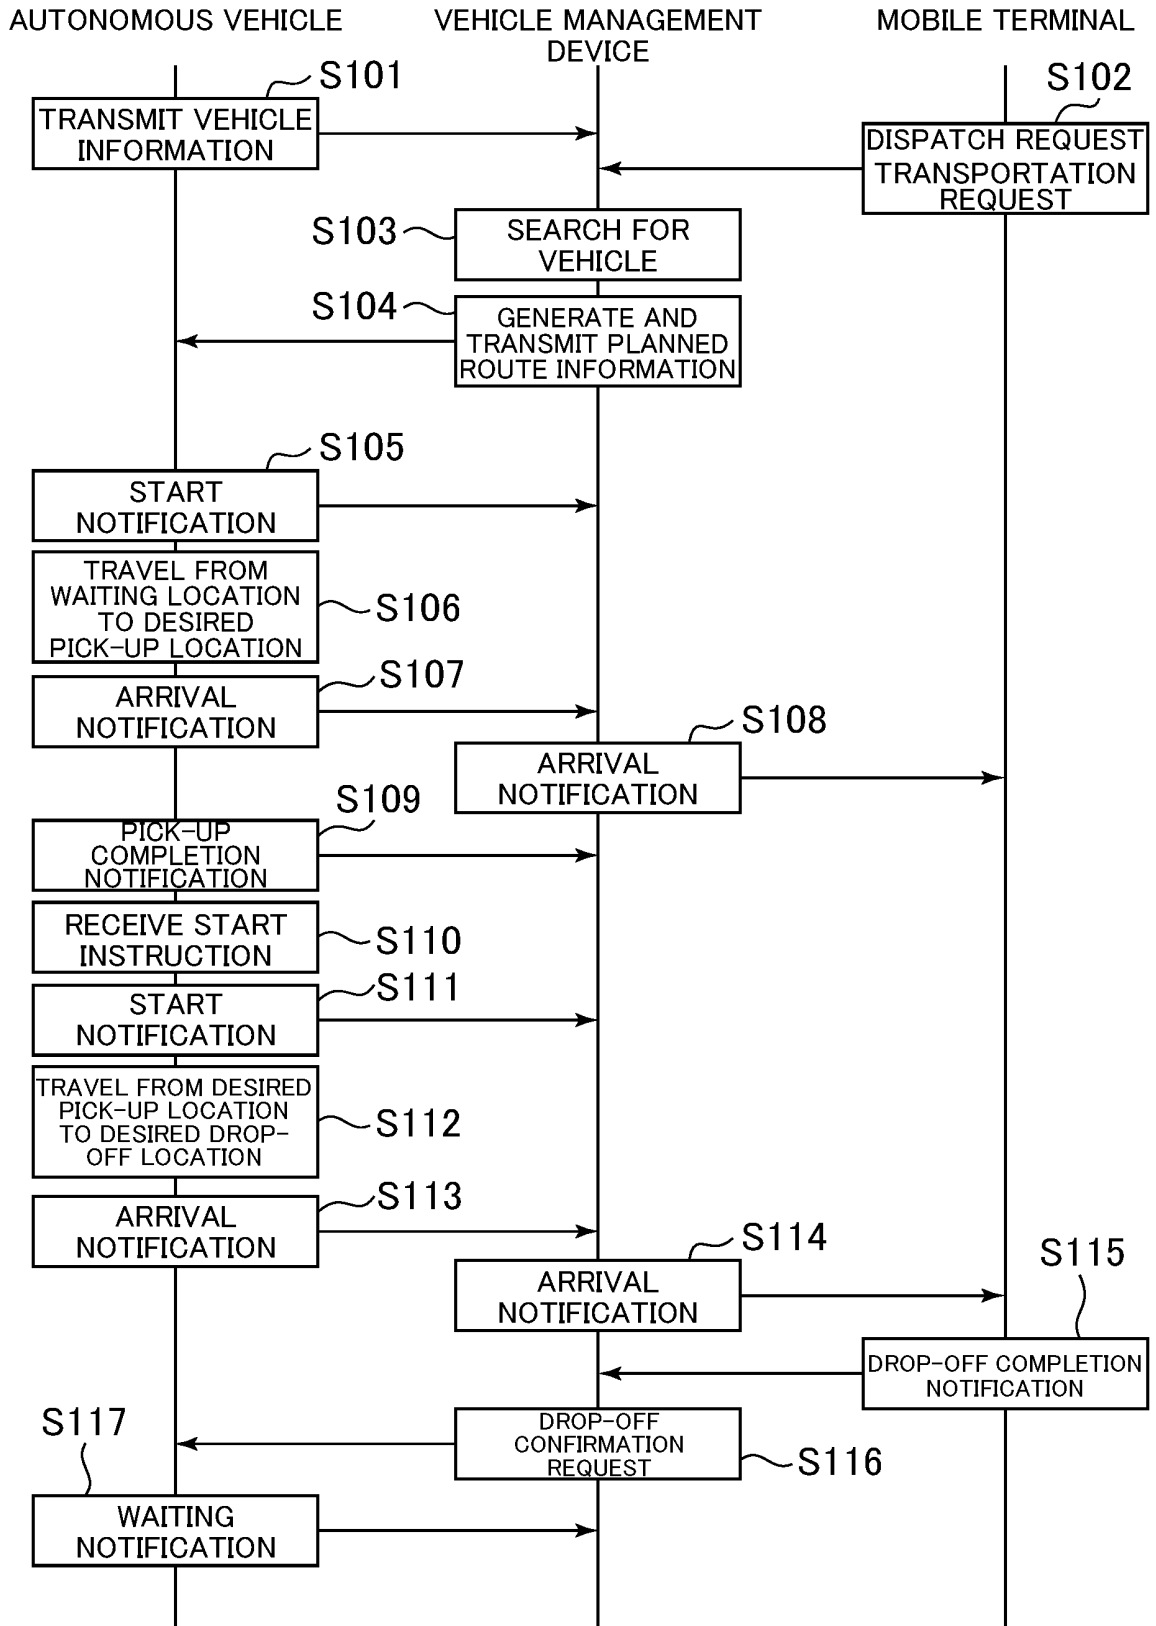 AUTONOMOUS VEHICLE
VEHICLE MANAGEMENT
DEVICE
MOBILE TERMINAL
S101
TRANSMIT VEHICLE
INFORMATION
S102
DISPATCH REQUEST
TRANSPORTATION
REQUEST
S103
SEARCH FOR
VEHICLE
S104
GENERATE AND
TRANSMIT PLANNED
ROUTE INFORMATION
S105
START
NOTIFICATION
TRAVEL FROM
WAITING LOCATION
TO DESIRED
PICK-UP LOCATION
S106
S107
ARRIVAL
NOTIFICATION
S108
ARRIVAL
NOTIFICATION
S109
PICK-UP
COMPLETION
NOTIFICATION
RECEIVE START
INSTRUCTION
S110
S111
START
NOTIFICATION
TRAVEL FROM DESIRED
PICK-UP LOCATION
TO DESIRED DROP-
OFF LOCATION
S112
S113
ARRIVAL
NOTIFICATION
S114
ARRIVAL
NOTIFICATION
S115
DROP-OFF COMPLETION
NOTIFICATION
DROP-OFF
CONFIRMATION
REQUEST
S116
S117
WAITING
NOTIFICATION